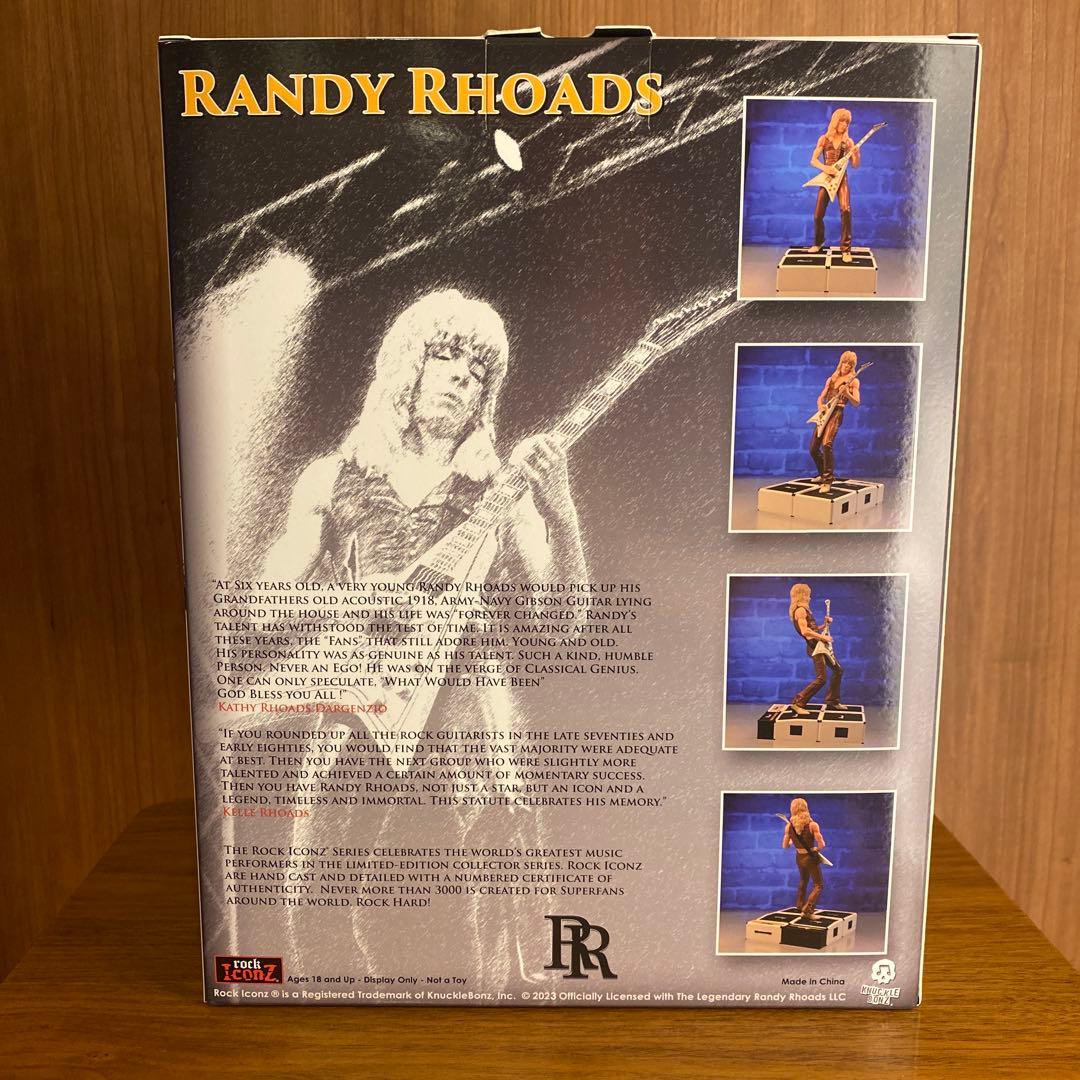 RANDY RHOADS
"AT SIX YEARS OLD, A VERY YOUNG RANDY RHOADS WOULD PICK UP HIS
GRANDFATHERS OLD ACOUSTIC 1918, ARMY-NAVY GIBSON GUITAR LYING
AROUND THE HOUSE AND HIS LIFE WAS "FOREVER CHANGED." RANDY'S
TALENT HAS WITHSTOOD THE TEST OF TIME. IT IS AMAZING AFTER ALL
THESE YEARS, THE "FANS" THAT STILL ADORE HIM. YOUNG AND OLD.
HIS PERSONALITY WAS AS GENUINE AS HIS TALENT. SUCH A KIND, HUMBLE
PERSON. NEVER AN EGO! HE WAS ON THE VERGE OF CLASSICAL GENIUS.
ONE CAN ONLY SPECULATE, "WHAT WOULD HAVE BEEN"
GOD BLESS YOU ALL !"
KATHY RHOADS DARGENZIO
"IF YOU ROUNDED UP ALL THE ROCK GUITARISTS IN THE LATE SEVENTIES AND
EARLY EIGHTIES, YOU WOULD FIND THAT THE VAST MAJORITY WERE ADEQUATE
AT BEST. THEN YOU HAVE THE NEXT GROUP WHO WERE SLIGHTLY MORE
TALENTED AND ACHIEVED A CERTAIN AMOUNT OF MOMENTARY SUCCESS.
THEN YOU HAVE RANDY RHOADS, NOT JUST A STAR, BUT AN ICON AND A
LEGEND, TIMELESS AND IMMORTAL. THIS STATUTE CELEBRATES HIS MEMORY."
KELLE RHOADS
THE ROCK ICONZ® SERIES CELEBRATES THE WORLD'S GREATEST MUSIC
PERFORMERS IN THE LIMITED-EDITION COLLECTOR SERIES. ROCK ICONZ
ARE HAND CAST AND DETAILED WITH A NUMBERED CERTIFICATE OF
AUTHENTICITY. NEVER MORE THAN 3000 IS CREATED FOR SUPERFANS
AROUND THE WORLD. ROCK HARD!
RR
rock
IconZ
Ages 18 and Up - Display Only - Not a Toy
Made in China
Rock Iconz ® is a Registered Trademark of KnuckleBonz, Inc. © 2023 Officially Licensed with The Legendary Randy Rhoads LLC
KNUCKLE
BONZ